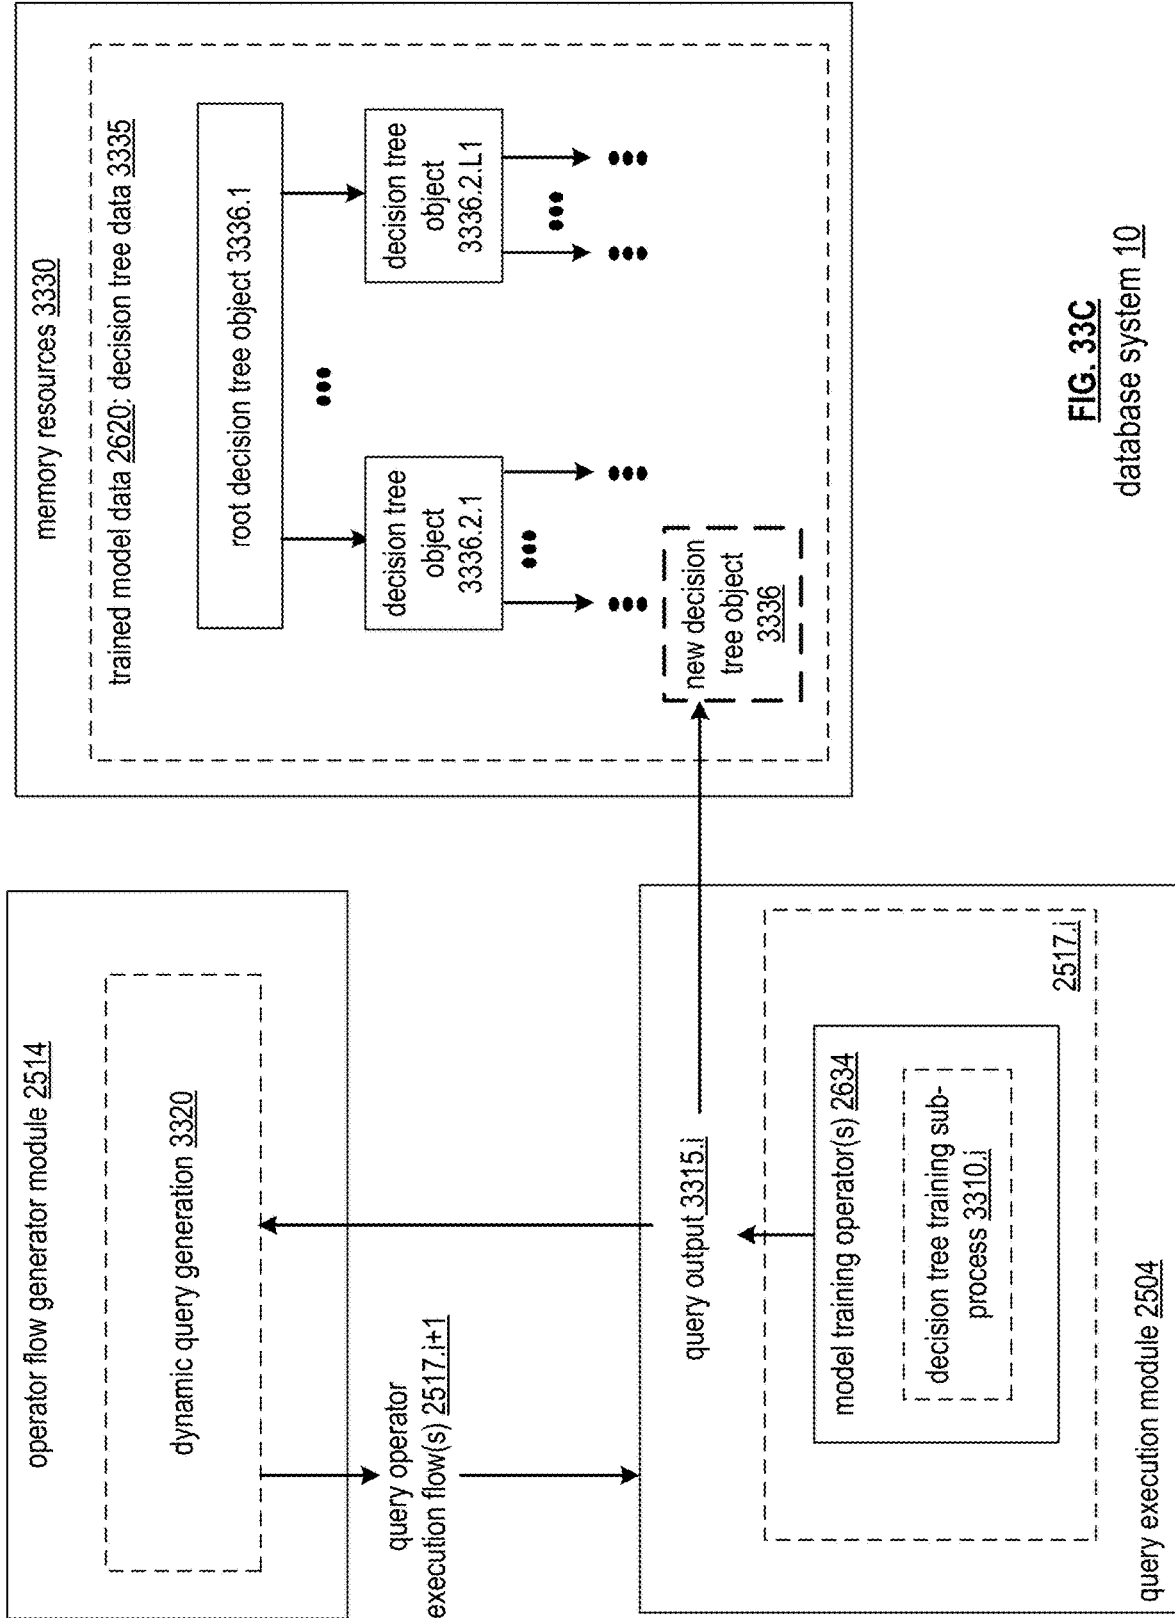 operator flow generator module 2514
dynamic query generation 3320
query operator
execution flow(s) 2517.i+1
query output 3315.i
model training operator(s) 2634
decision tree training sub-
process 3310.i
2517.i
query execution module 2504
memory resources 3330
trained model data 2620: decision tree data 3335
root decision tree object 3336.1
decision tree
object
3336.2.1
decision tree
object
3336.2.L1
new decision
tree object
3336
FIG. 33C
database system 10